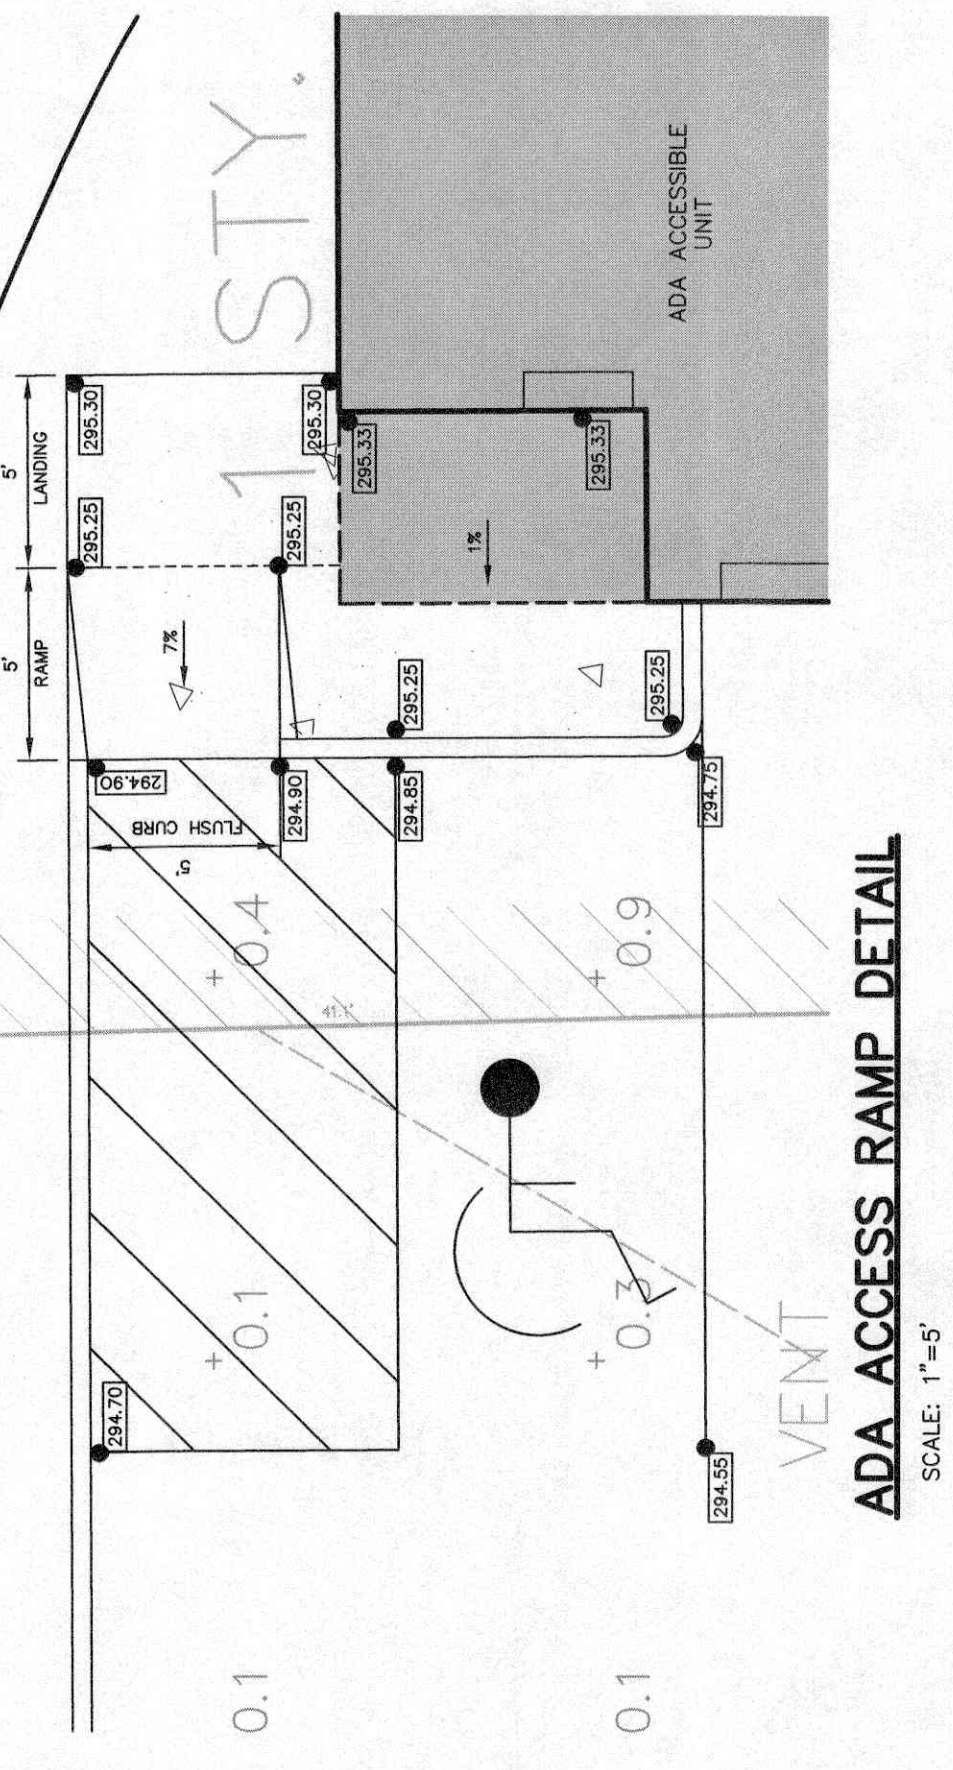 5'
LANDING
5'
RAMP
295.30
295.30
295.25
295.25
7%
1 STY.
295.33
295.33
1%
ADA ACCESSIBLE
UNIT
295.25
295.25
294.90
294.90
294.85
294.75
FLUSH CURB
5'
0.4
0.9
41.1'
0.1
0.3
294.70
294.55
VENT
0.1
0.1
ADA ACCESS RAMP DETAIL
SCALE: 1"=5'